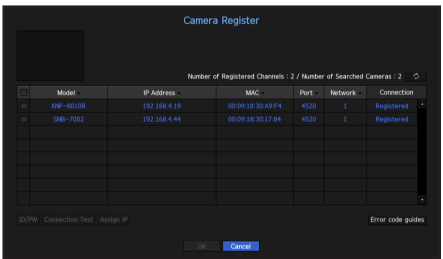 Camera Register
Number of Registered Channels : 2 / Number of Searched Cameras : 2
Model IP Address MAC Port Network Connection
XNF-8010R 192.168.4.19 00:09:18:30:A9:F4 4520 1 Registered
SNB-7002 192.168.4.44 00:09:18:30:17:84 4520 1 Registered
ID/PW Connection Test Assign IP Error code guides
OK Cancel